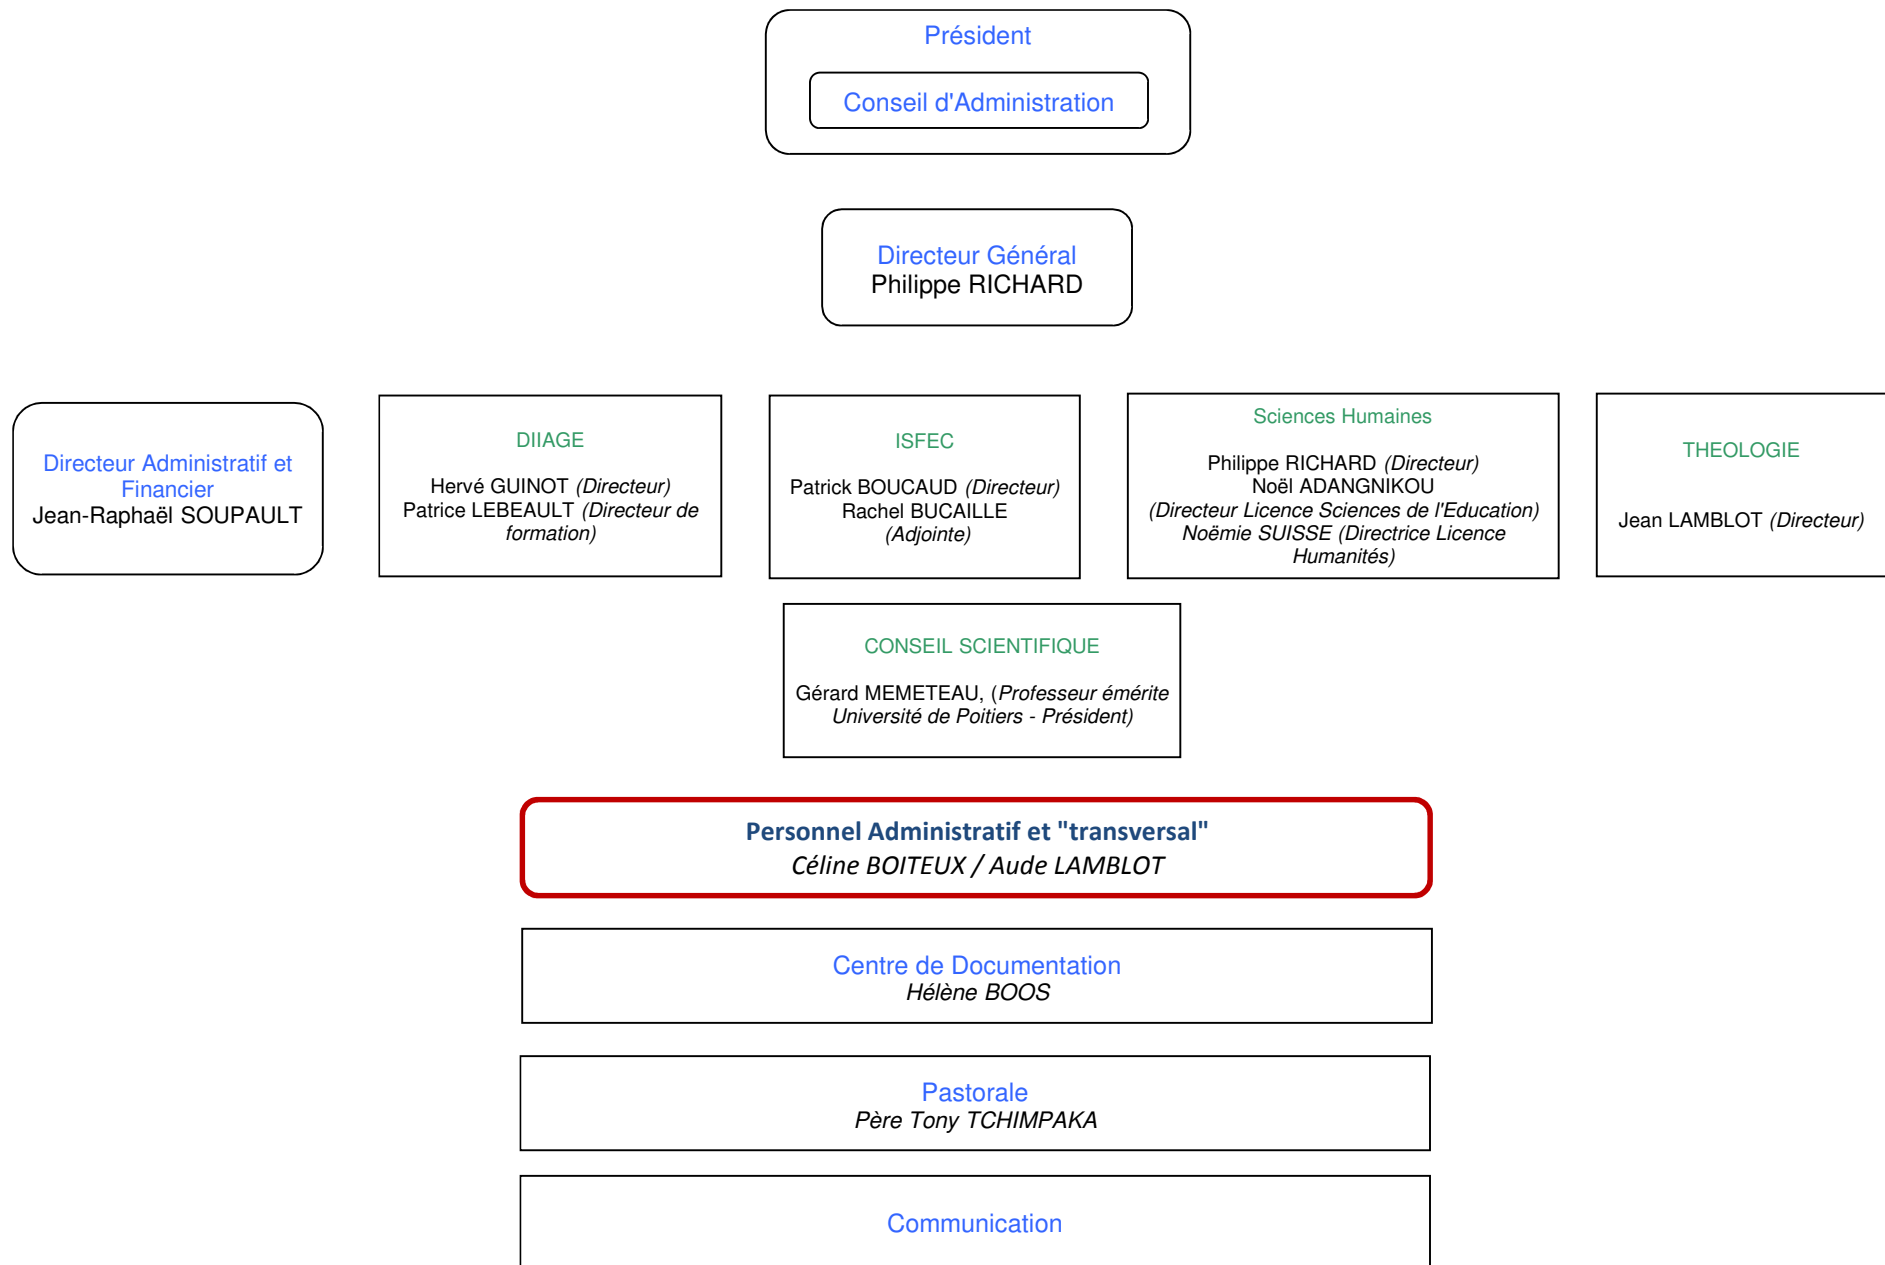 Président
Conseil d'Administration
Directeur Général
Philippe RICHARD
Directeur Administratif et
Financier
Jean-Raphaël SOUPAULT
DIIAGE
Hervé GUINOT (Directeur)
Patrice LEBEAULT (Directeur de
formation)
ISFEC
Patrick BOUCAUD (Directeur)
Rachel BUCAILLE
(Adjointe)
Sciences Humaines
Philippe RICHARD (Directeur)
Noël ADANGNIKOU
(Directeur Licence Sciences de l'Education)
Noëmie SUISSE (Directrice Licence
Humanités)
THEOLOGIE
Jean LAMBLOT (Directeur)
CONSEIL SCIENTIFIQUE
Gérard MEMETEAU, (Professeur émérite
Université de Poitiers - Président)
Personnel Administratif et "transversal"
Céline BOITEUX / Aude LAMBLOT
Centre de Documentation
Hélène BOOS
Pastorale
Père Tony TCHIMPAKA
Communication